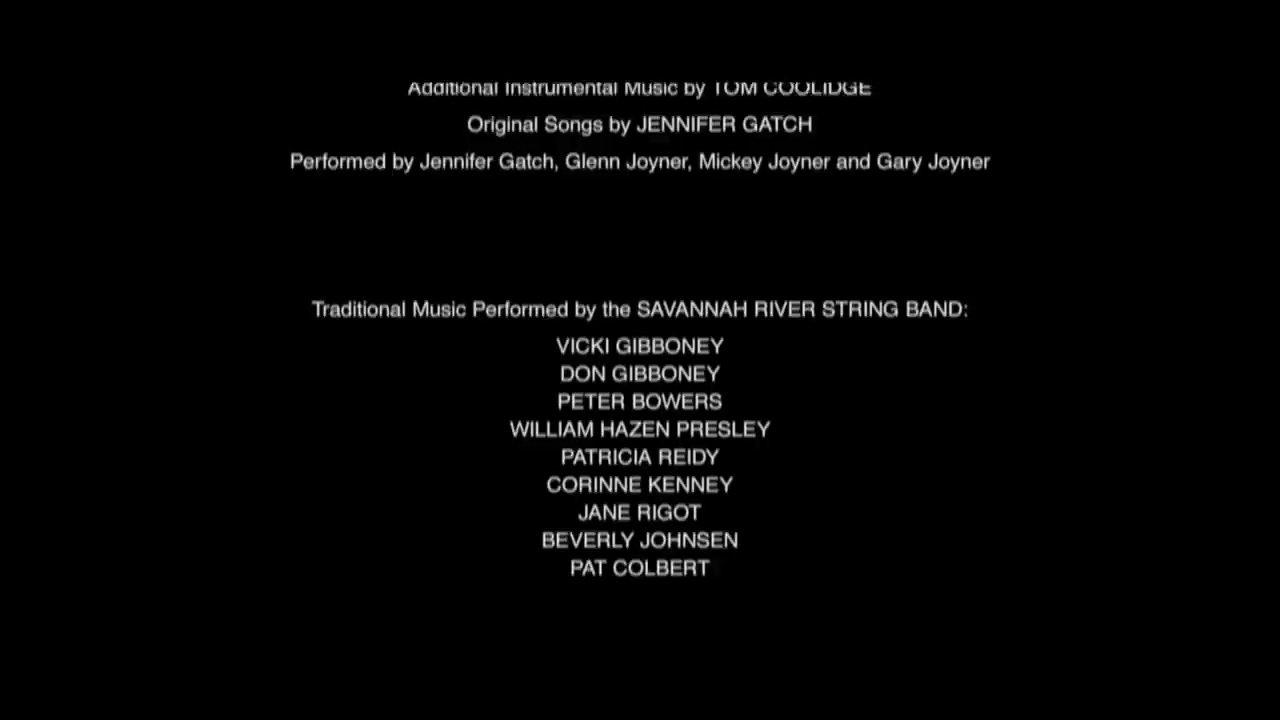 Additional Instrumental Music by TOM COOLIDGE
Original Songs by JENNIFER GATCH
Performed by Jennifer Gatch, Glenn Joyner, Mickey Joyner and Gary Joyner
Traditional Music Performed by the SAVANNAH RIVER STRING BAND:
VICKI GIBBONEY
DON GIBBONEY
PETER BOWERS
WILLIAM HAZEN PRESLEY
PATRICIA REIDY
CORINNE KENNEY
JANE RIGOT
BEVERLY JOHNSEN
PAT COLBERT